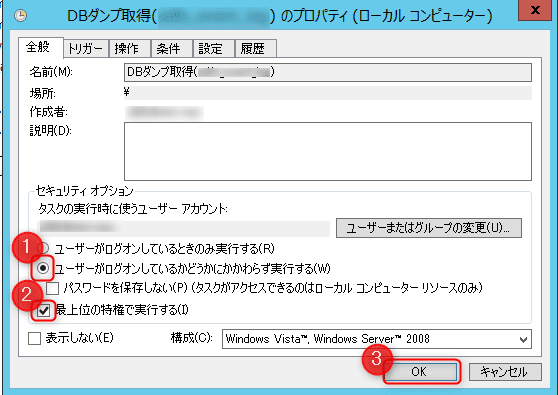 DBダンプ取得( ) のプロパティ (ローカル コンピューター)
x
全般 トリガー 操作 条件 設定 履歴
名前(M): DBダンプ取得( )
場所: \
作成者:
説明(D):
セキュリティ オプション
タスクの実行時に使うユーザー アカウント:
ユーザーまたはグループの変更(U)...
1
ユーザーがログオンしているときのみ実行する(R)
ユーザーがログオンしているかどうかにかかわらず実行する(W)
パスワードを保存しない(P) (タスクがアクセスできるのはローカル コンピューター リソースのみ)
2
最上位の特権で実行する(I)
表示しない(E) 構成(C): Windows Vista™, Windows Server™ 2008
3
OK キャンセル